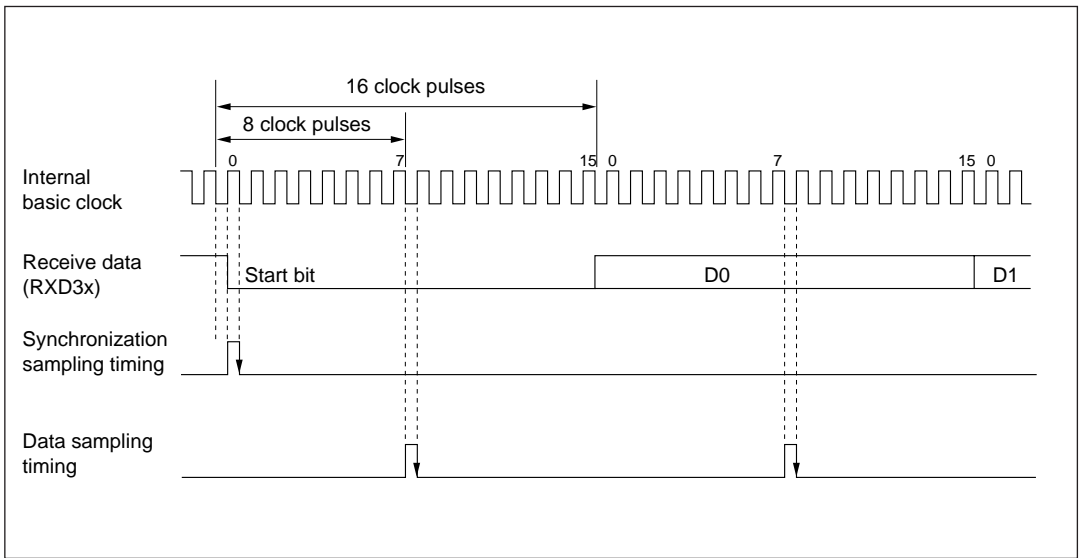 16 clock pulses
8 clock pulses
0 7 15 0 7 15 0
Internal
basic clock
Receive data
(RXD3x)
Start bit D0 D1
Synchronization
sampling timing
Data sampling
timing